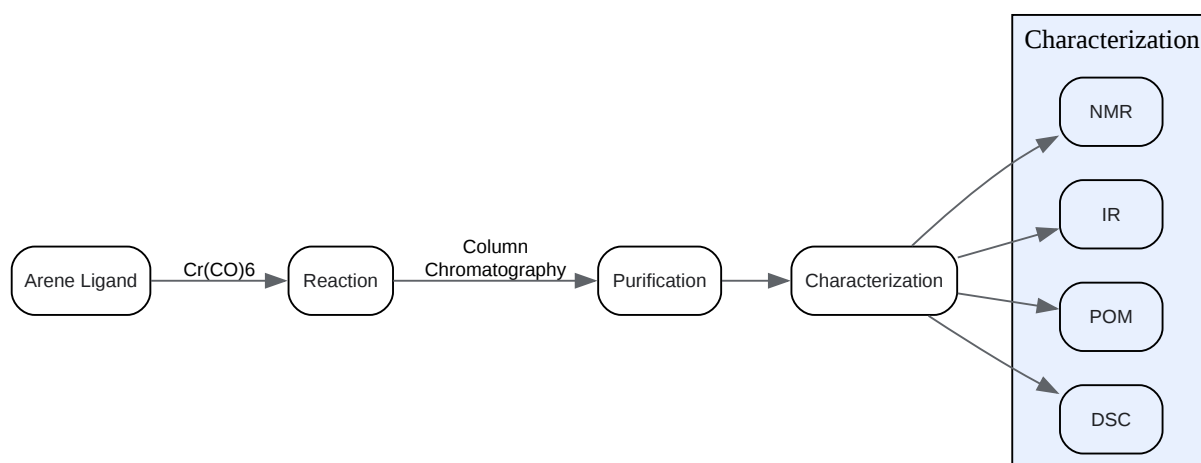 Characterization
NMR
IR
Arene Ligand
Cr(CO)6
Reaction
Column
Chromatography
Purification
Characterization
POM
DSC